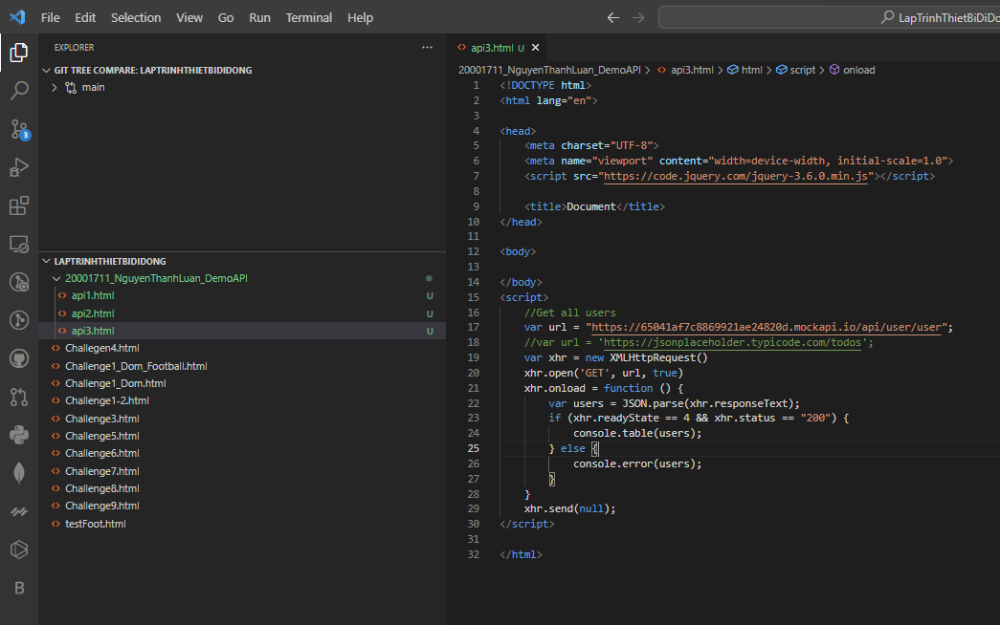 File Edit Selection View Go Run Terminal Help
LapTrinhThietBiDiDo
EXPLORER
GIT TREE COMPARE: LAPTRINHTHIETBIDIDONG
main
3
LAPTRINHTHIETBIDIDONG
20001711_NguyenThanhLuan_DemoAPI
api1.html U
api2.html U
api3.html U
Challegen4.html
Challenge1_Dom_Football.html
Challenge1_Dom.html
Challenge1-2.html
Challenge3.html
Challenge5.html
Challenge6.html
Challenge7.html
Challenge8.html
Challenge9.html
testFoot.html
B
api3.html U
20001711_NguyenThanhLuan_DemoAPI > api3.html > html > script > onload
1 <!DOCTYPE html>
2 <html lang="en">
3
4 <head>
5 <meta charset="UTF-8">
6 <meta name="viewport" content="width=device-width, initial-scale=1.0">
7 <script src="https://code.jquery.com/jquery-3.6.0.min.js"></script>
8
9 <title>Document</title>
10 </head>
11
12 <body>
13
14 </body>
15 <script>
16 //Get all users
17 var url = "https://65041af7c8869921ae24820d.mockapi.io/api/user/user";
18 //var url = 'https://jsonplaceholder.typicode.com/todos';
19 var xhr = new XMLHttpRequest()
20 xhr.open('GET', url, true)
21 xhr.onload = function () {
22 var users = JSON.parse(xhr.responseText);
23 if (xhr.readyState == 4 && xhr.status == "200") {
24 console.table(users);
25 } else {
26 console.error(users);
27 }
28 }
29 xhr.send(null);
30 </script>
31
32 </html>